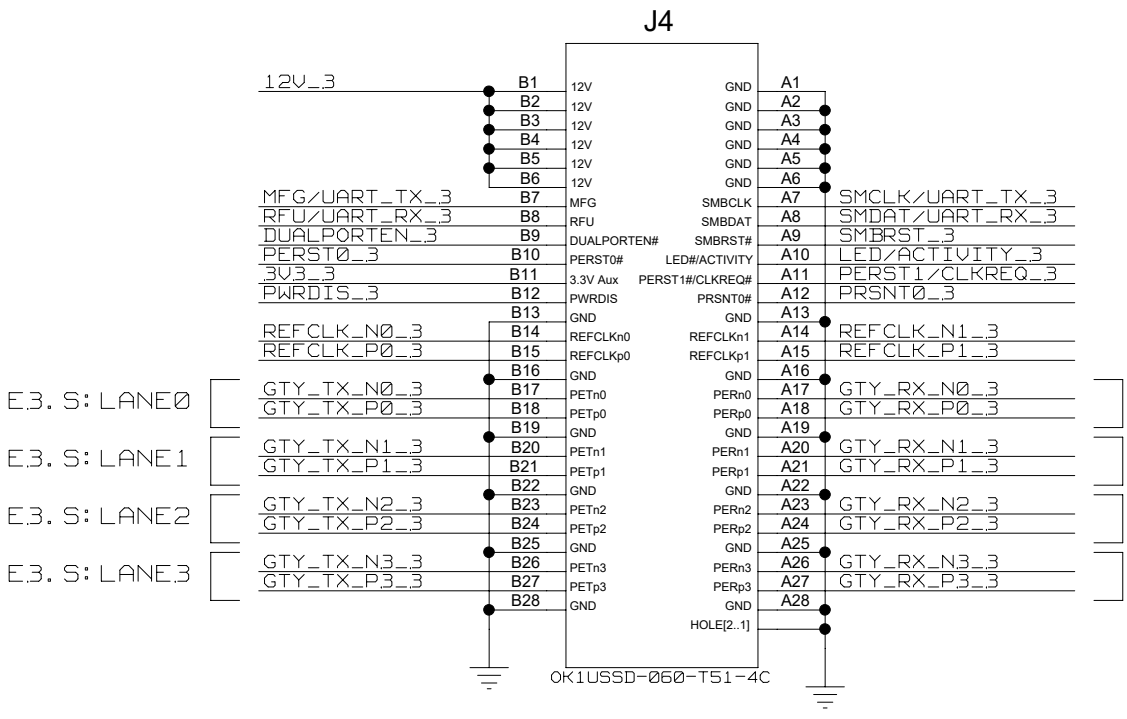 J4
12V_3 B1 12V GND A1
B2 12V GND A2
B3 12V GND A3
B4 12V GND A4
B5 12V GND A5
B6 12V GND A6
MFG/UART_TX_3 B7 MFG SMBCLK A7 SMCLK/UART_TX_3
RFU/UART_RX_3 B8 RFU SMBDAT A8 SMDAT/UART_RX_3
DUALPORTEN_3 B9 DUALPORTEN# SMBRST# A9 SMBRST_3
PERST0_3 B10 PERST0# LED#/ACTIVITY A10 LED/ACTIVITY_3
3V3_3 B11 3.3V Aux PERST1#/CLKREQ# A11 PERST1/CLKREQ_3
PWRDIS_3 B12 PWRDIS PRSNT0# A12 PRSNT0_3
B13 GND GND A13
REFCLK_N0_3 B14 REFCLKn0 REFCLKn1 A14 REFCLK_N1_3
REFCLK_P0_3 B15 REFCLKp0 REFCLKp1 A15 REFCLK_P1_3
B16 GND GND A16
E3.S:LANE0 GTY_TX_N0_3 B17 PETn0 PERn0 A17 GTY_RX_N0_3
GTY_TX_P0_3 B18 PETp0 PERp0 A18 GTY_RX_P0_3
B19 GND GND A19
E3.S:LANE1 GTY_TX_N1_3 B20 PETn1 PERn1 A20 GTY_RX_N1_3
GTY_TX_P1_3 B21 PETp1 PERp1 A21 GTY_RX_P1_3
B22 GND GND A22
E3.S:LANE2 GTY_TX_N2_3 B23 PETn2 PERn2 A23 GTY_RX_N2_3
GTY_TX_P2_3 B24 PETp2 PERp2 A24 GTY_RX_P2_3
B25 GND GND A25
E3.S:LANE3 GTY_TX_N3_3 B26 PETn3 PERn3 A26 GTY_RX_N3_3
GTY_TX_P3_3 B27 PETp3 PERp3 A27 GTY_RX_P3_3
B28 GND GND A28
HOLE[2..1]
OK1USSD-060-T51-4C